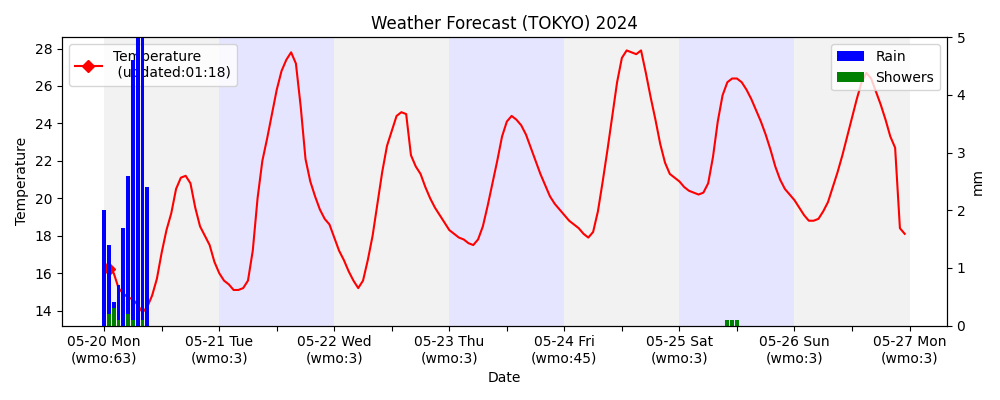 Weather Forecast (TOKYO) 2024
Temperature
(updated:01:18)
Rain
Showers
28
26
24
22
20
18
16
14
Temperature
5
4
3
2
1
0
mm
05-20 Mon 05-21 Tue 05-22 Wed 05-23 Thu 05-24 Fri 05-25 Sat 05-26 Sun 05-27 Mon
(wmo:63) (wmo:3) (wmo:3) (wmo:3) (wmo:45) (wmo:3) (wmo:3) (wmo:3)
Date